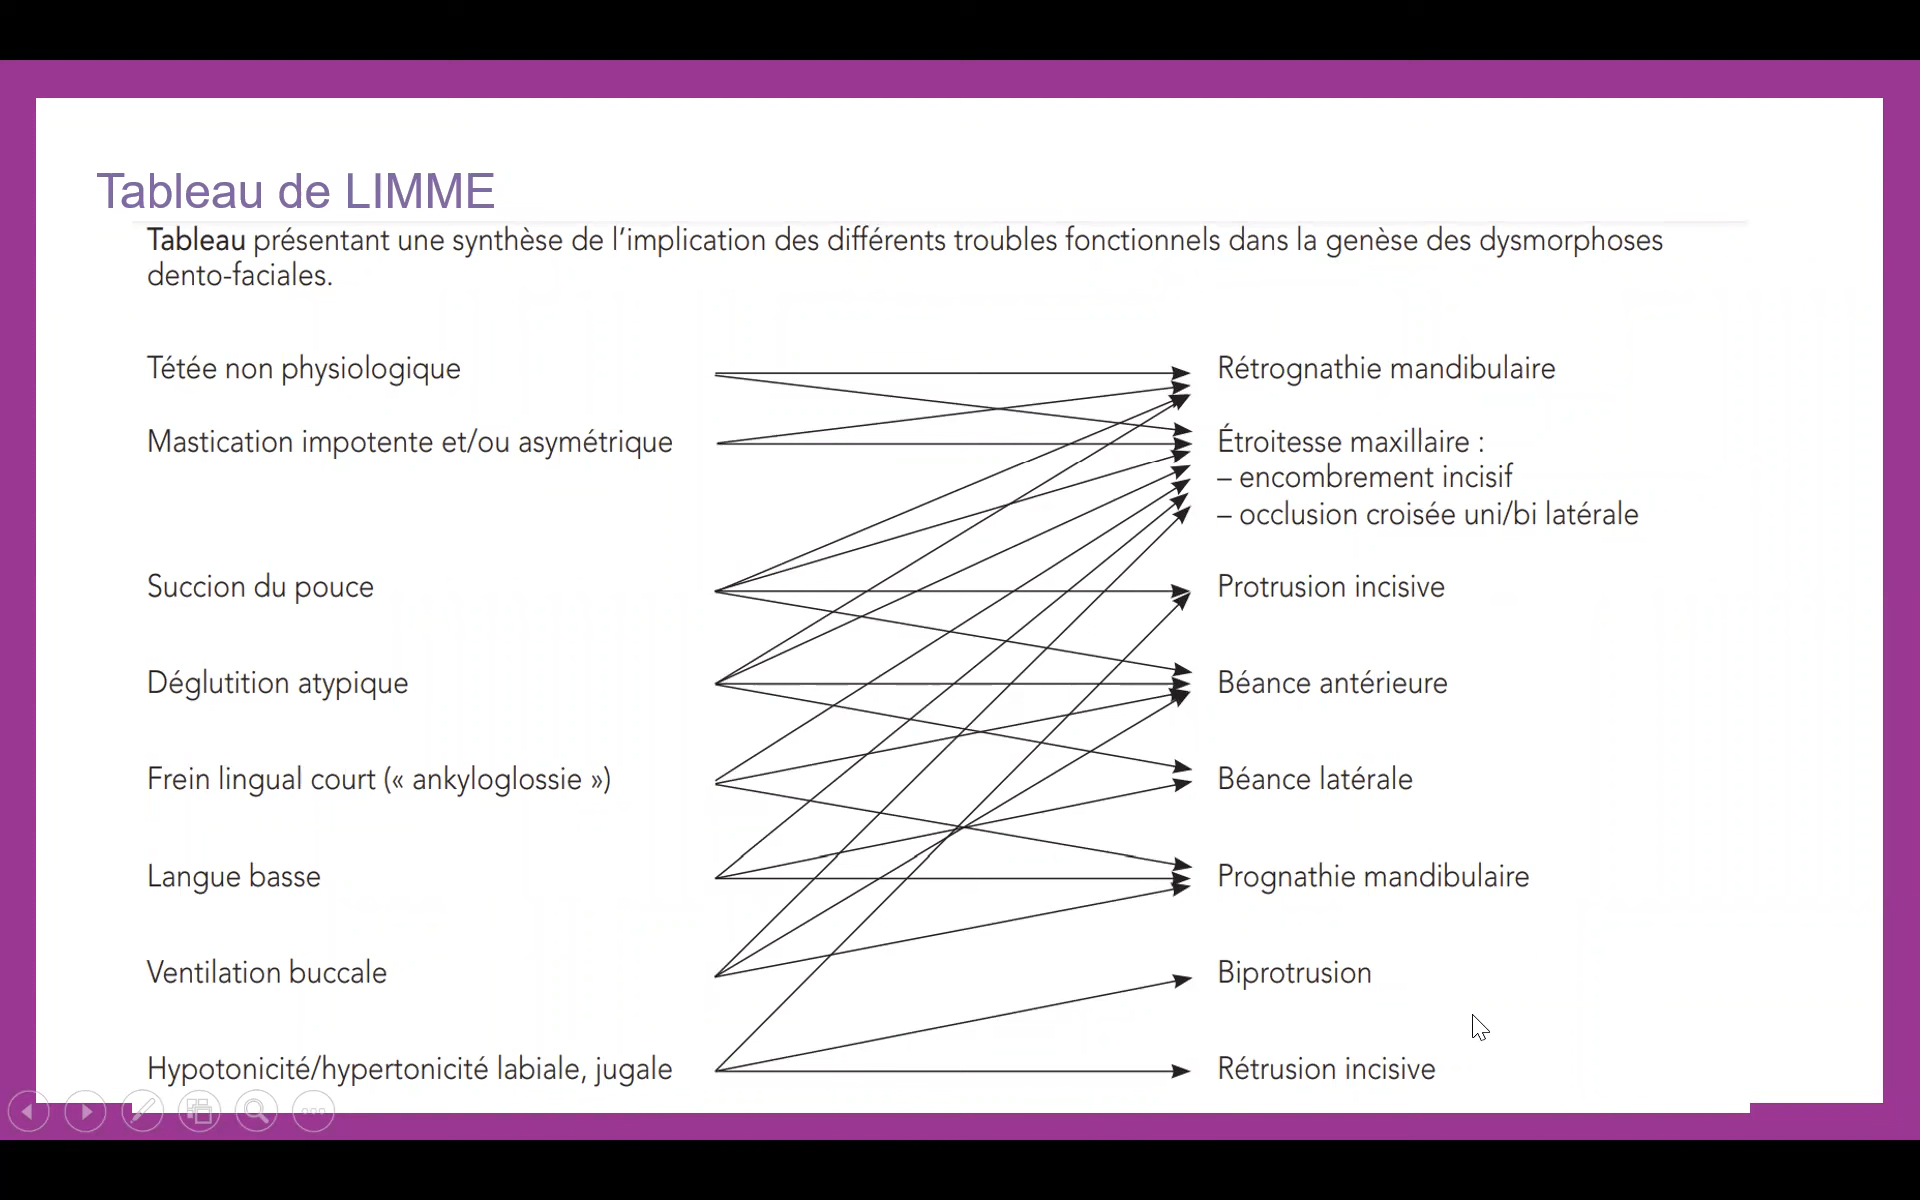 Tableau de LIMME
Tableau présentant une synthèse de l’implication des différents troubles fonctionnels dans la genèse des dysmorphoses
dento-faciales.
Tétée non physiologique
Rétrognathie mandibulaire
Mastication impotente et/ou asymétrique
Étroitesse maxillaire :
– encombrement incisif
– occlusion croisée uni/bi latérale
Succion du pouce
Protrusion incisive
Déglutition atypique
Béance antérieure
Frein lingual court (« ankyloglossie »)
Béance latérale
Langue basse
Prognathie mandibulaire
Ventilation buccale
Biprotrusion
Hypotonicité/hypertonicité labiale, jugale
Rétrusion incisive